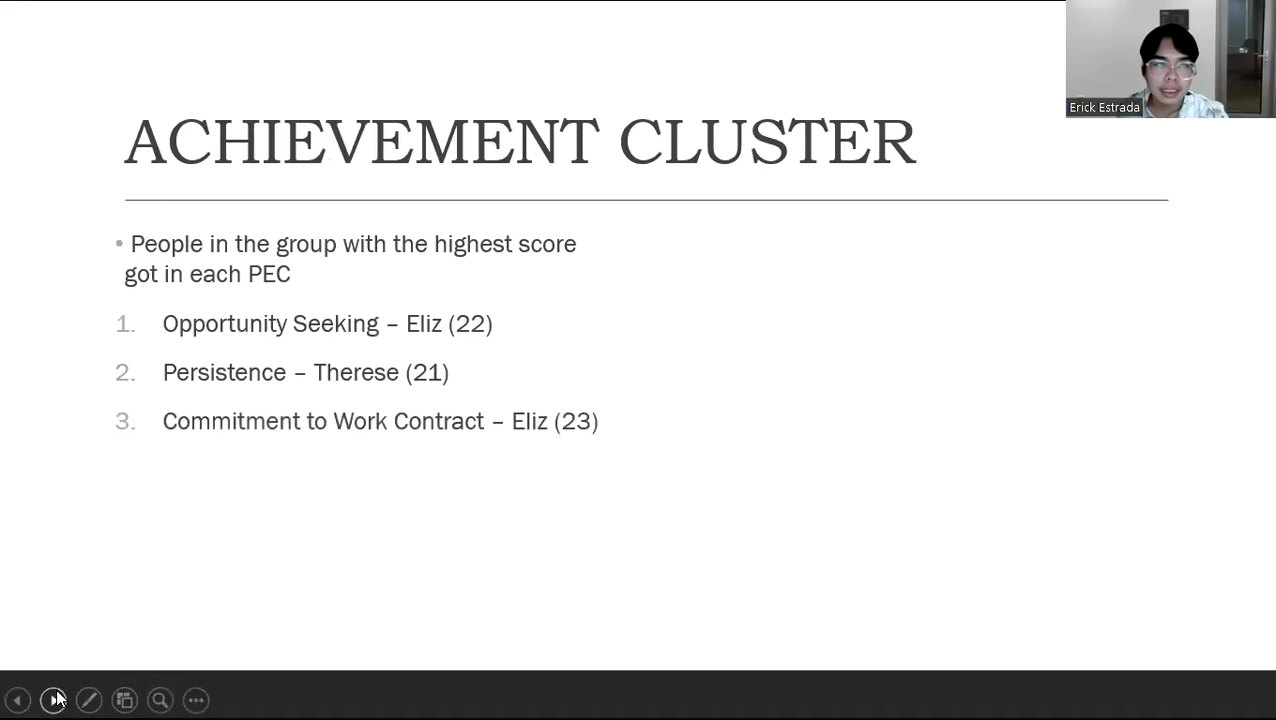 Erick Estrada
ACHIEVEMENT CLUSTER
• People in the group with the highest score
got in each PEC
1. Opportunity Seeking – Eliz (22)
2. Persistence – Therese (21)
3. Commitment to Work Contract – Eliz (23)